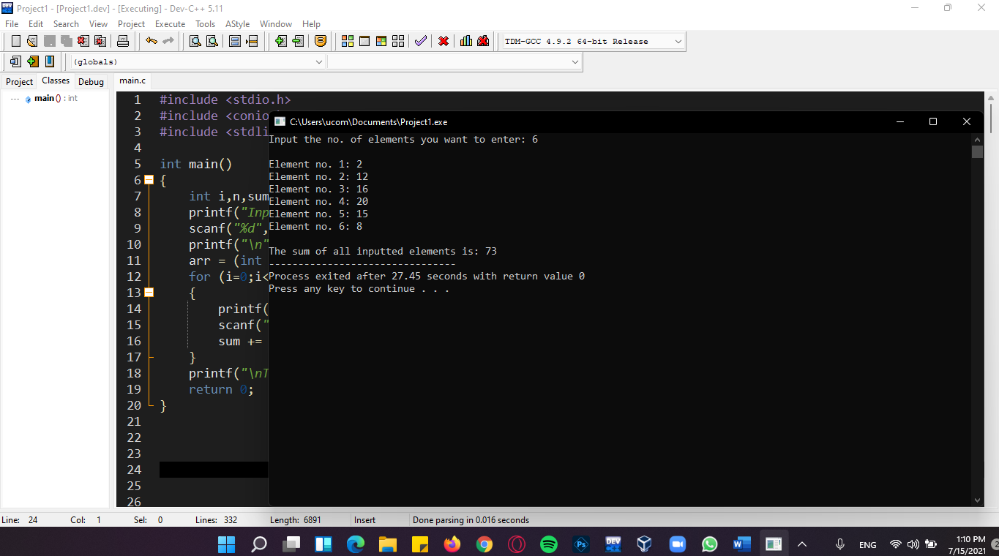 Project1 - [Project1.dev] - [Executing] - Dev-C++ 5.11
File Edit Search View Project Execute Tools AStyle Window Help
TDM-GCC 4.9.2 64-bit Release
(globals)
Project Classes Debug
main.c
main () : int
1 #include <stdio.h>
2 #include <conio
3 #include <stdli
4
5 int main()
6 {
7 int i,n,sum
8 printf("Inp
9 scanf("%d",
10 printf("\n"
11 arr = (int
12 for (i=0;i<
13 {
14 printf(
15 scanf("
16 sum +=
17 }
18 printf("\nT
19 return 0;
20 }
21
22
23
24
25
26
C:\Users\ucom\Documents\Project1.exe
Input the no. of elements you want to enter: 6
Element no. 1: 2
Element no. 2: 12
Element no. 3: 16
Element no. 4: 20
Element no. 5: 15
Element no. 6: 8
The sum of all inputted elements is: 73
--------------------------------
Process exited after 27.45 seconds with return value 0
Press any key to continue . . .
Line: 24 Col: 1 Sel: 0 Lines: 332 Length: 6891 Insert Done parsing in 0.016 seconds
Ps DEV W ENG 1:10 PM
7/15/2021 2